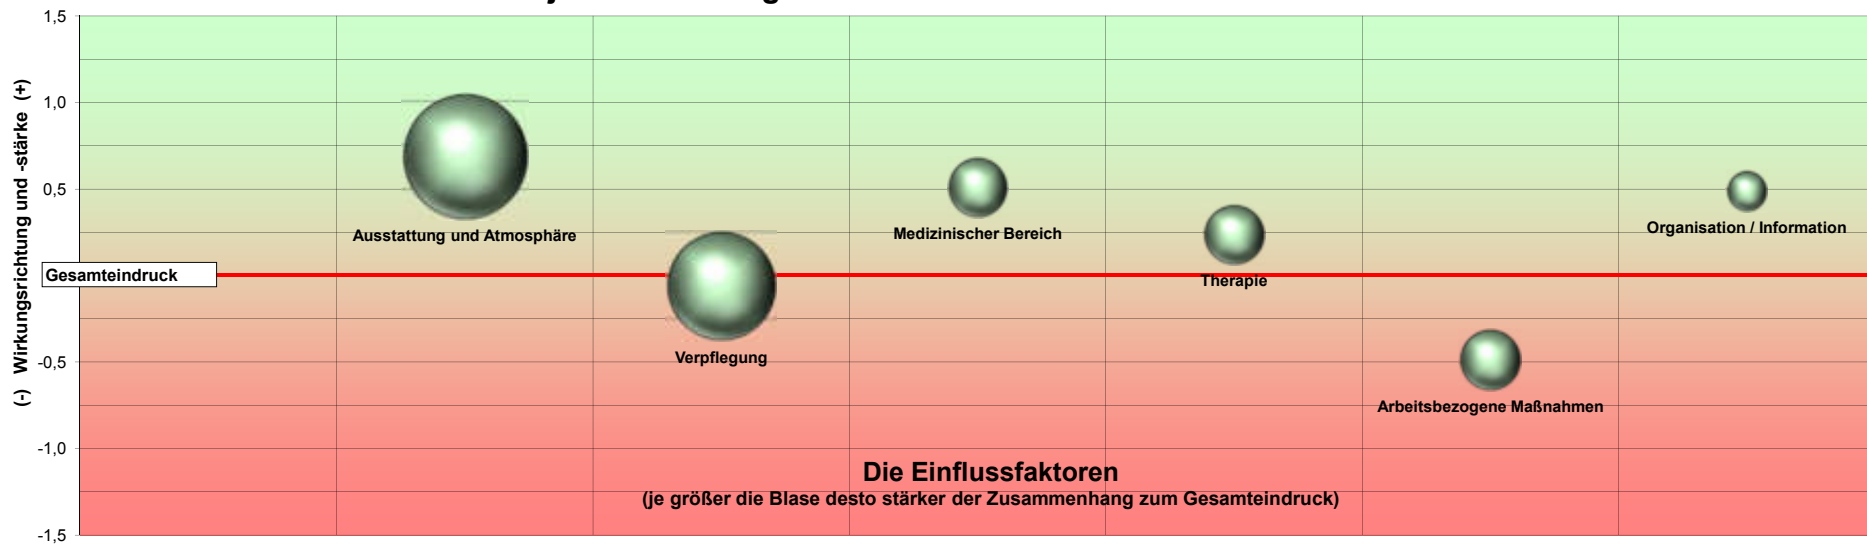 1,5
1,0
0,5
-0,5
-1,0
-1,5
(-) Wirkungsrichtung und -stärke (+)
Gesamteindruck
Ausstattung und Atmosphäre
Verpflegung
Medizinischer Bereich
Therapie
Arbeitsbezogene Maßnahmen
Organisation / Information
Die Einflussfaktoren
(je größer die Blase desto stärker der Zusammenhang zum Gesamteindruck)